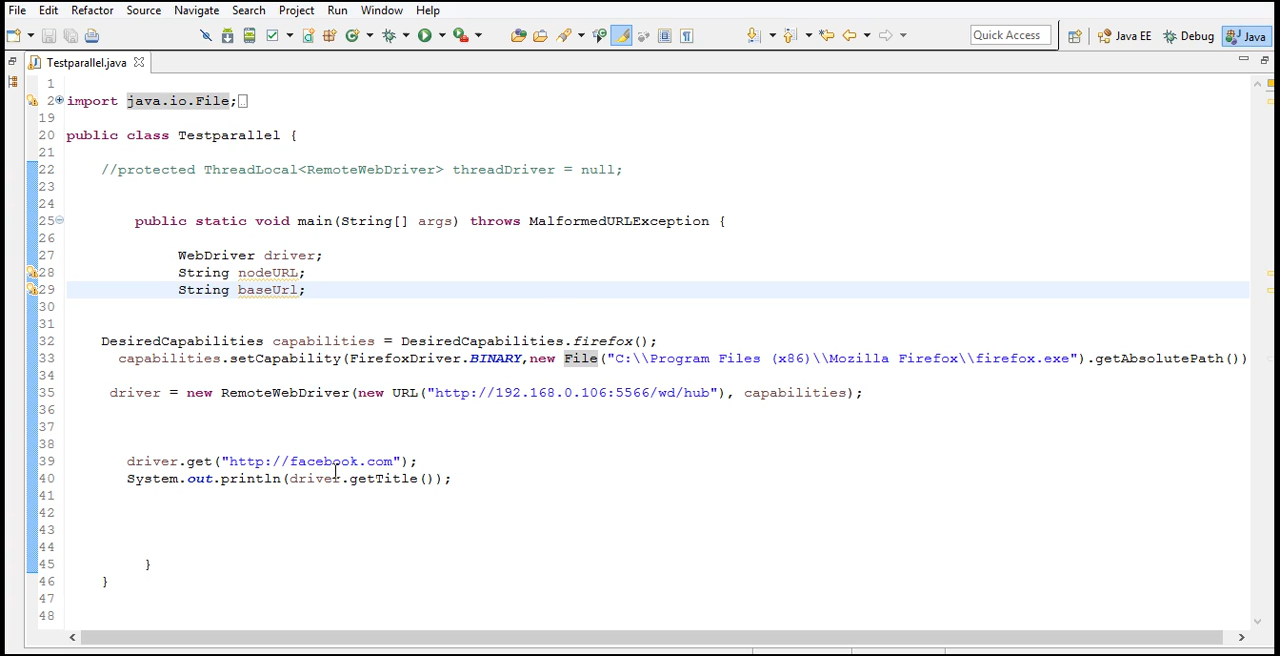 File Edit Refactor Source Navigate Search Project Run Window Help
Quick Access Java EE Debug Java
Testparallel.java
1
2 import java.io.File;
19
20 public class Testparallel {
21
22 //protected ThreadLocal<RemoteWebDriver> threadDriver = null;
23
24
25 public static void main(String[] args) throws MalformedURLException {
26
27 WebDriver driver;
28 String nodeURL;
29 String baseUrl;
30
31
32 DesiredCapabilities capabilities = DesiredCapabilities.firefox();
33 capabilities.setCapability(FirefoxDriver.BINARY,new File("C:\\Program Files (x86)\\Mozilla Firefox\\firefox.exe").getAbsolutePath())
34
35 driver = new RemoteWebDriver(new URL("http://192.168.0.106:5566/wd/hub"), capabilities);
36
37
38
39 driver.get("http://facebook.com");
40 System.out.println(driver.getTitle());
41
42
43
44
45 }
46 }
47
48